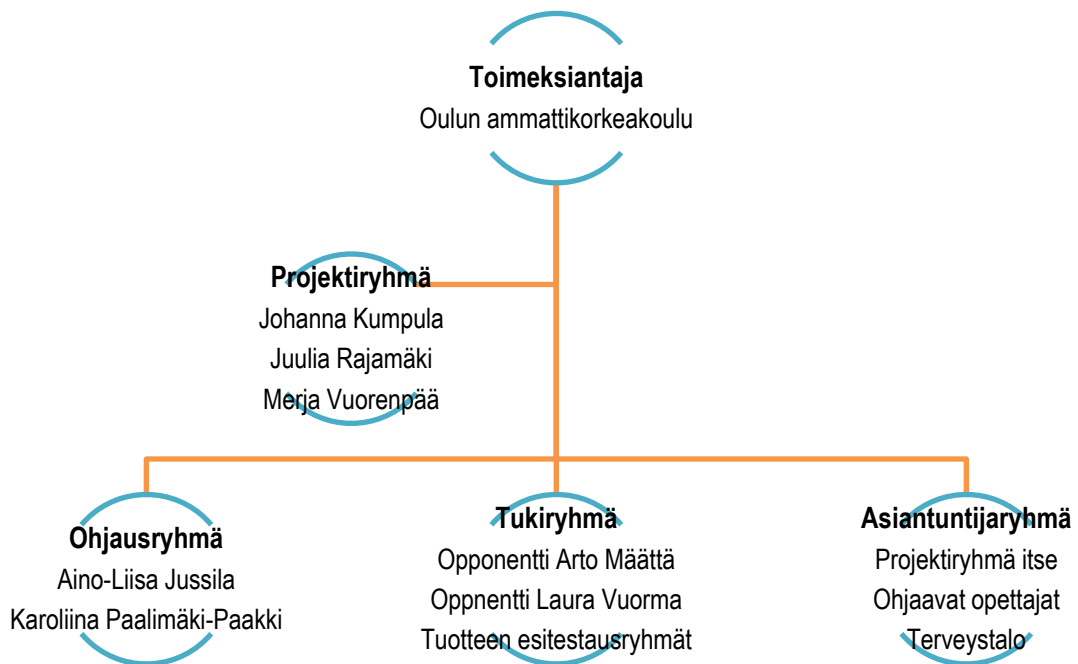 Toimeksiantaja
Oulun ammattikorkeakoulu
Projektiryhmä
Johanna Kumpula
Juulia Rajamäki
Merja Vuorenpää
Ohjausryhmä
Aino-Liisa Jussila
Karoliina Paalimäki-Paakki
Tukiryhmä
Opponentti Arto Määttä
Oppnentti Laura Vuorma
Tuotteen esitestausryhmät
Asiantuntijaryhmä
Projektiryhmä itse
Ohjaavat opettajat
Terveystalo